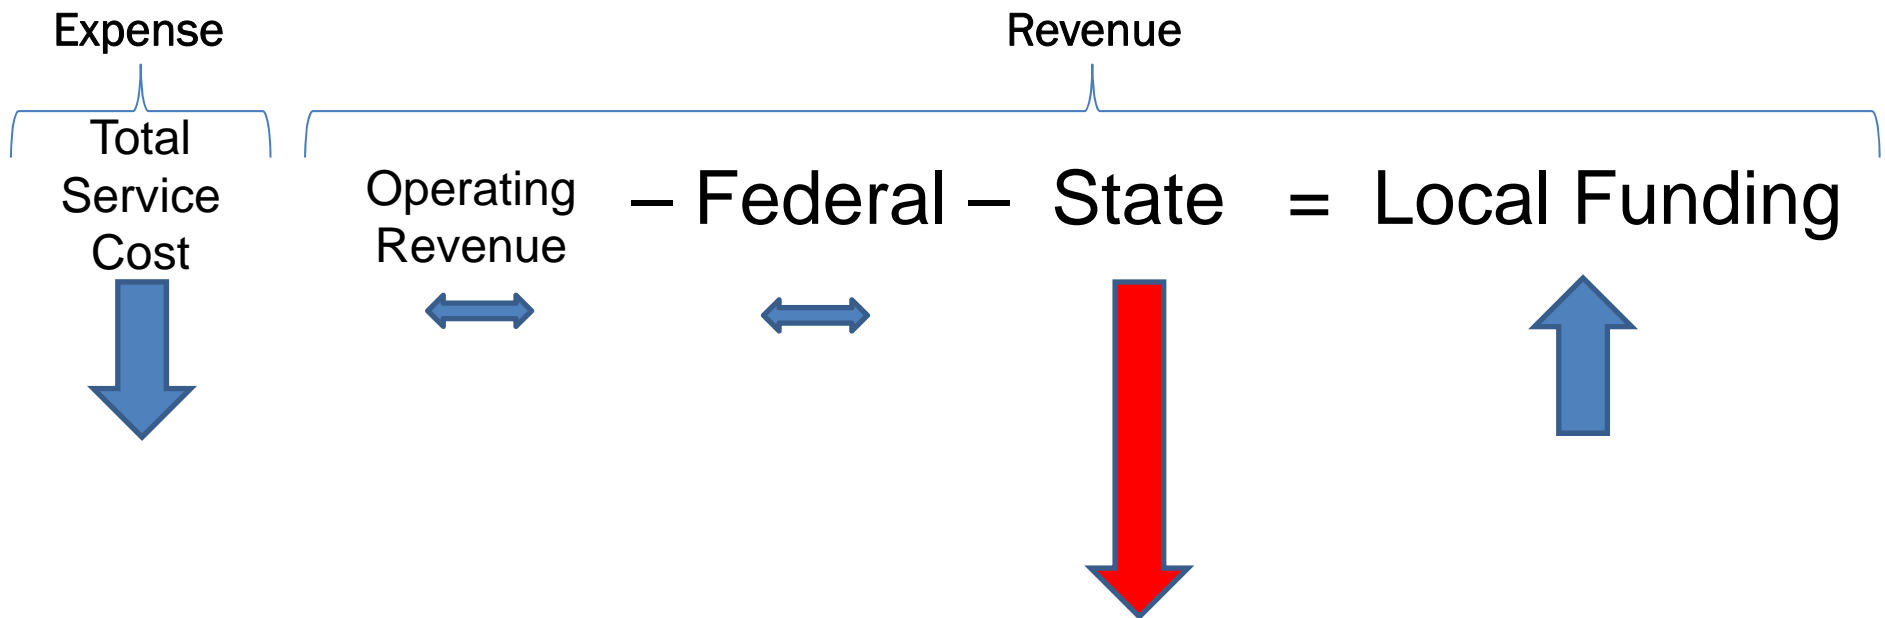 Expense
Revenue
Total
Service
Cost
Operating
Revenue
– Federal – State = Local Funding